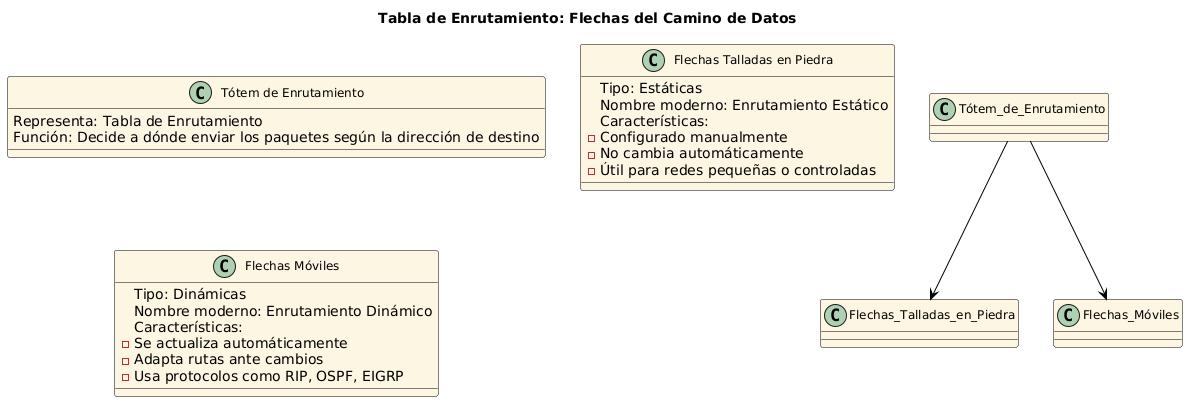 Tabla de Enrutamiento: Flechas del Camino de Datos
C Tótem de Enrutamiento
Representa: Tabla de Enrutamiento
Función: Decide a dónde enviar los paquetes según la dirección de destino
C Flechas Talladas en Piedra
Tipo: Estáticas
Nombre moderno: Enrutamiento Estático
Características:
Configurado manualmente
No cambia automáticamente
Útil para redes pequeñas o controladas
C Tótem_de_Enrutamiento
C Flechas Móviles
Tipo: Dinámicas
Nombre moderno: Enrutamiento Dinámico
Características:
Se actualiza automáticamente
Adapta rutas ante cambios
Usa protocolos como RIP, OSPF, EIGRP
C Flechas_Talladas_en_Piedra
C Flechas_Móviles